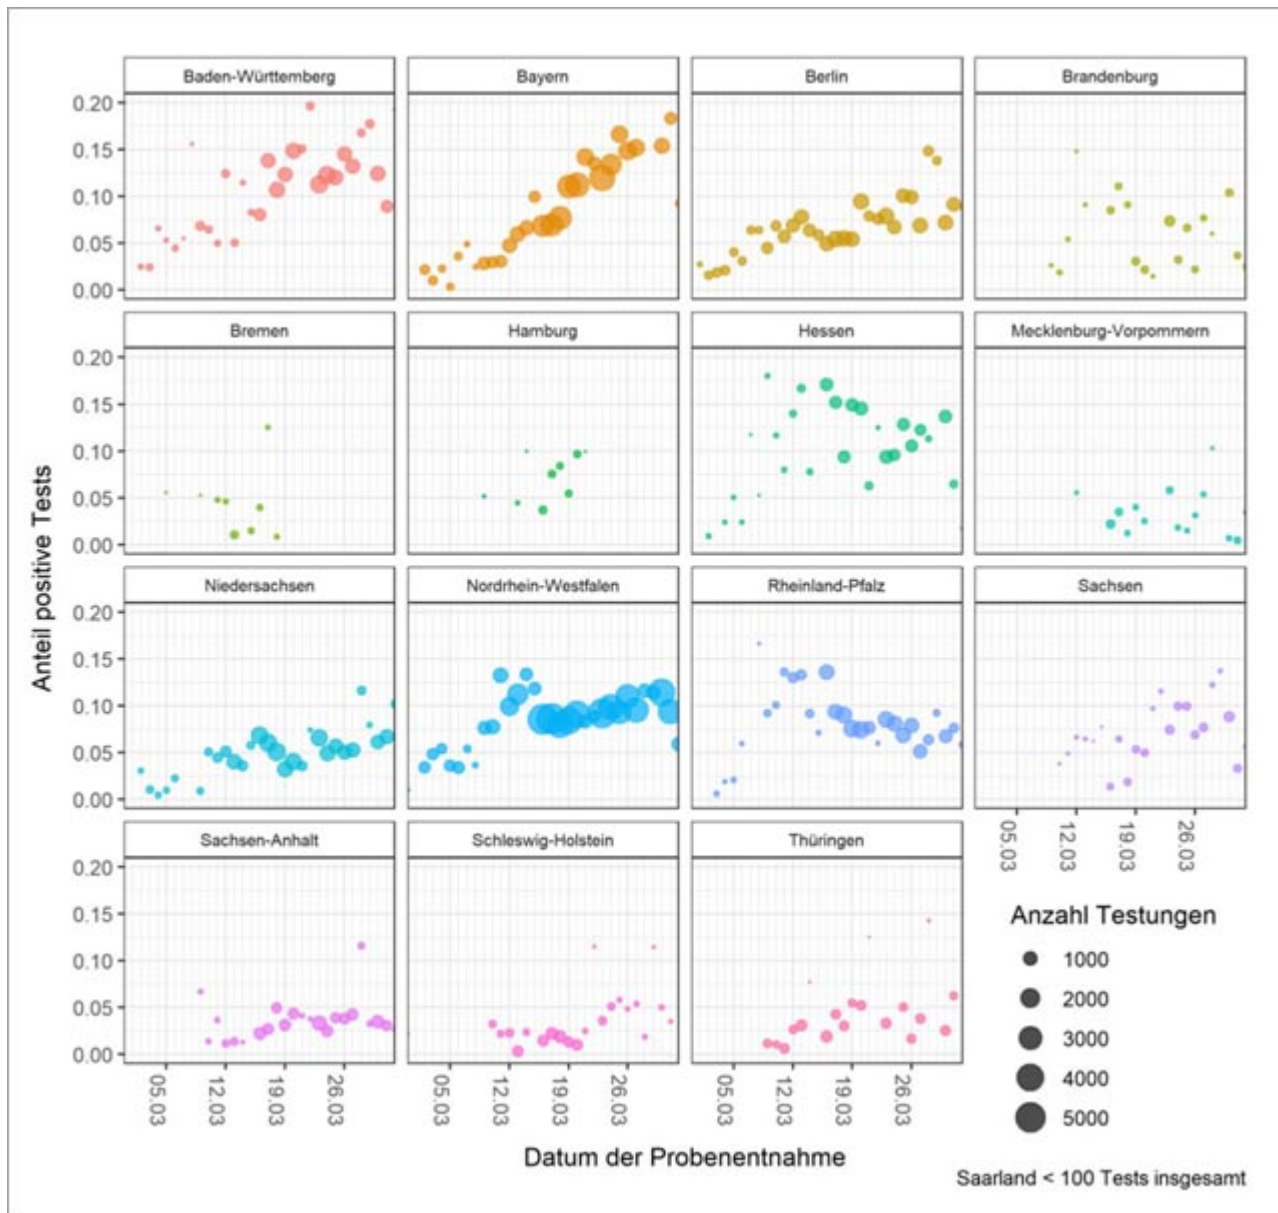 Baden-Württemberg
Bayern
Berlin
Brandenburg
0.20
0.15
0.10
0.05
0.00
Bremen
Hamburg
Hessen
Mecklenburg-Vorpommern
0.20
0.15
0.10
0.05
0.00
Anteil positive Tests
Niedersachsen
Nordrhein-Westfalen
Rheinland-Pfalz
Sachsen
0.20
0.15
0.10
0.05
0.00
05.03
12.03
19.03
26.03
Sachsen-Anhalt
Schleswig-Holstein
Thüringen
0.20
0.15
0.10
0.05
0.00
05.03
12.03
19.03
26.03
05.03
12.03
19.03
26.03
05.03
12.03
19.03
26.03
Datum der Probenentnahme
Anzahl Testungen
1000
2000
3000
4000
5000
Saarland < 100 Tests insgesamt